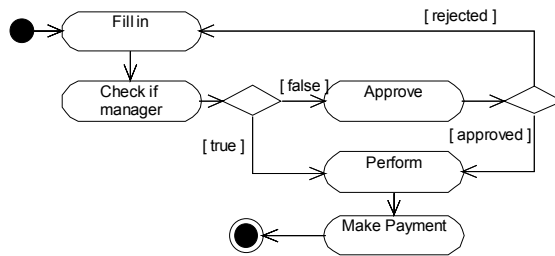 Fill in
[ rejected ]
Check if
manager
[ false ]
Approve
[ true ]
[ approved ]
Perform
Make Payment